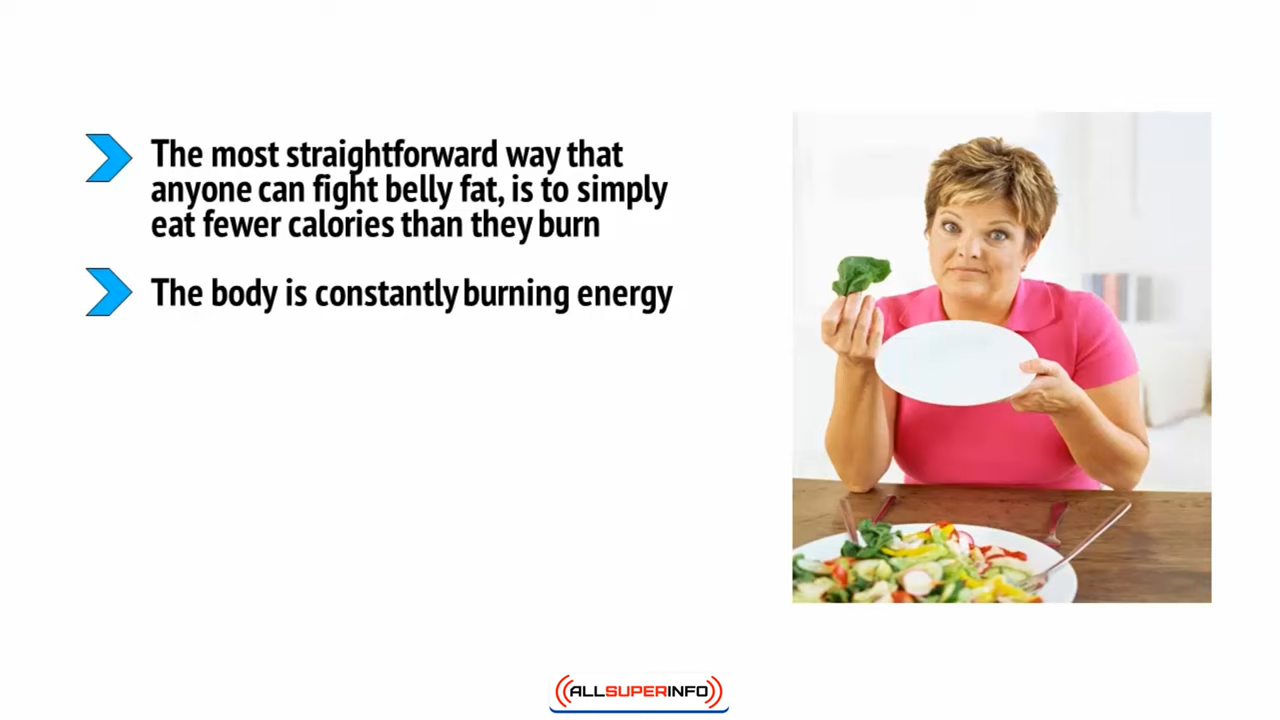 The most straightforward way that
anyone can fight belly fat, is to simply
eat fewer calories than they burn
The body is constantly burning energy
ALLSUPERINFO